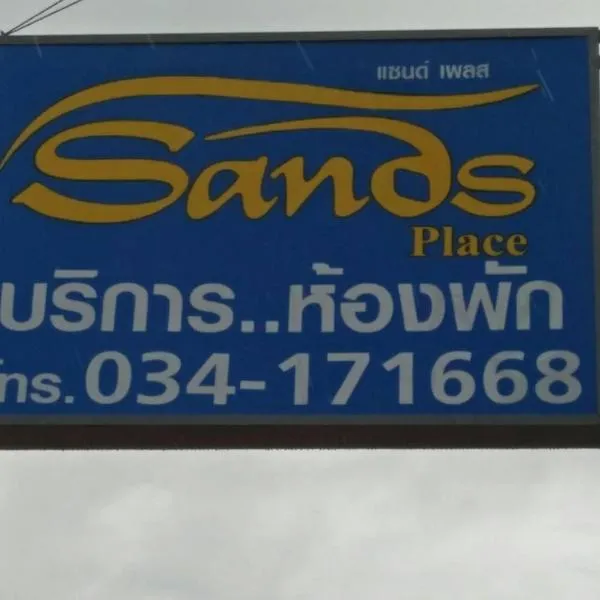 แซนด์ เพลส
Sands
Place
บริการ..ห้องพัก
โทร.034-171668